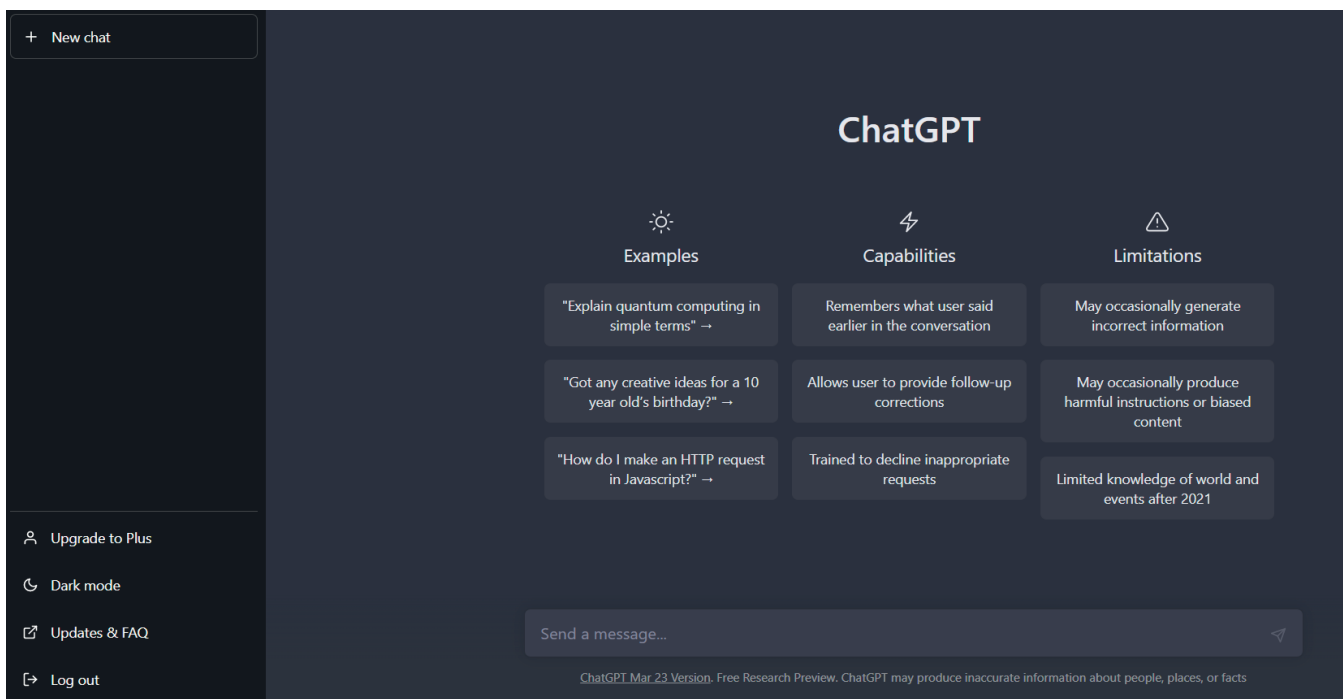 New chat
ChatGPT
Examples
"Explain quantum computing in
simple terms" →
"Got any creative ideas for a 10
year old’s birthday?" →
"How do I make an HTTP request
in Javascript?" →
Capabilities
Remembers what user said
earlier in the conversation
Allows user to provide follow-up
corrections
Trained to decline inappropriate
requests
Limitations
May occasionally generate
incorrect information
May occasionally produce
harmful instructions or biased
content
Limited knowledge of world and
events after 2021
Upgrade to Plus
Dark mode
Updates & FAQ
Log out
Send a message...
ChatGPT Mar 23 Version. Free Research Preview. ChatGPT may produce inaccurate information about people, places, or facts